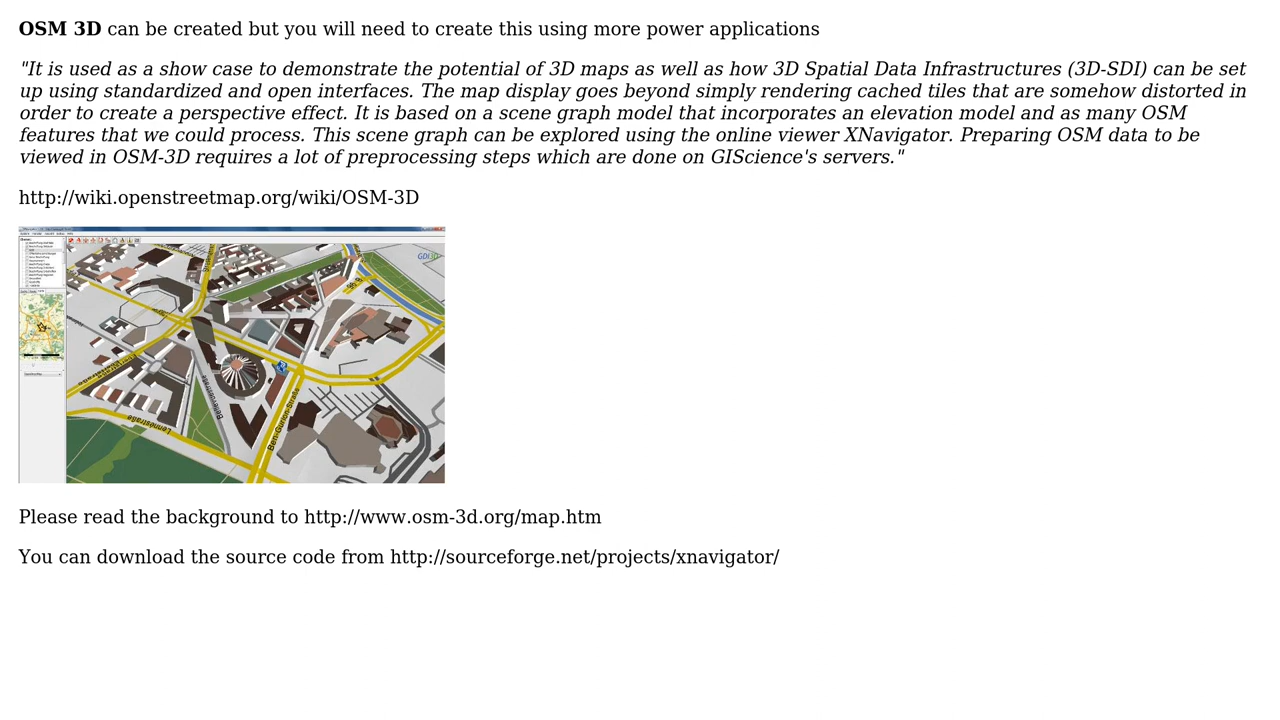 OSM 3D can be created but you will need to create this using more power applications
"It is used as a show case to demonstrate the potential of 3D maps as well as how 3D Spatial Data Infrastructures (3D-SDI) can be set
up using standardized and open interfaces. The map display goes beyond simply rendering cached tiles that are somehow distorted in
order to create a perspective effect. It is based on a scene graph model that incorporates an elevation model and as many OSM
features that we could process. This scene graph can be explored using the online viewer XNavigator. Preparing OSM data to be
viewed in OSM-3D requires a lot of preprocessing steps which are done on GIScience's servers."
http://wiki.openstreetmap.org/wiki/OSM-3D
GDI3D
Bellevuestraße
Lennéstraße
Ben-Gurion-Straße
Please read the background to http://www.osm-3d.org/map.htm
You can download the source code from http://sourceforge.net/projects/xnavigator/